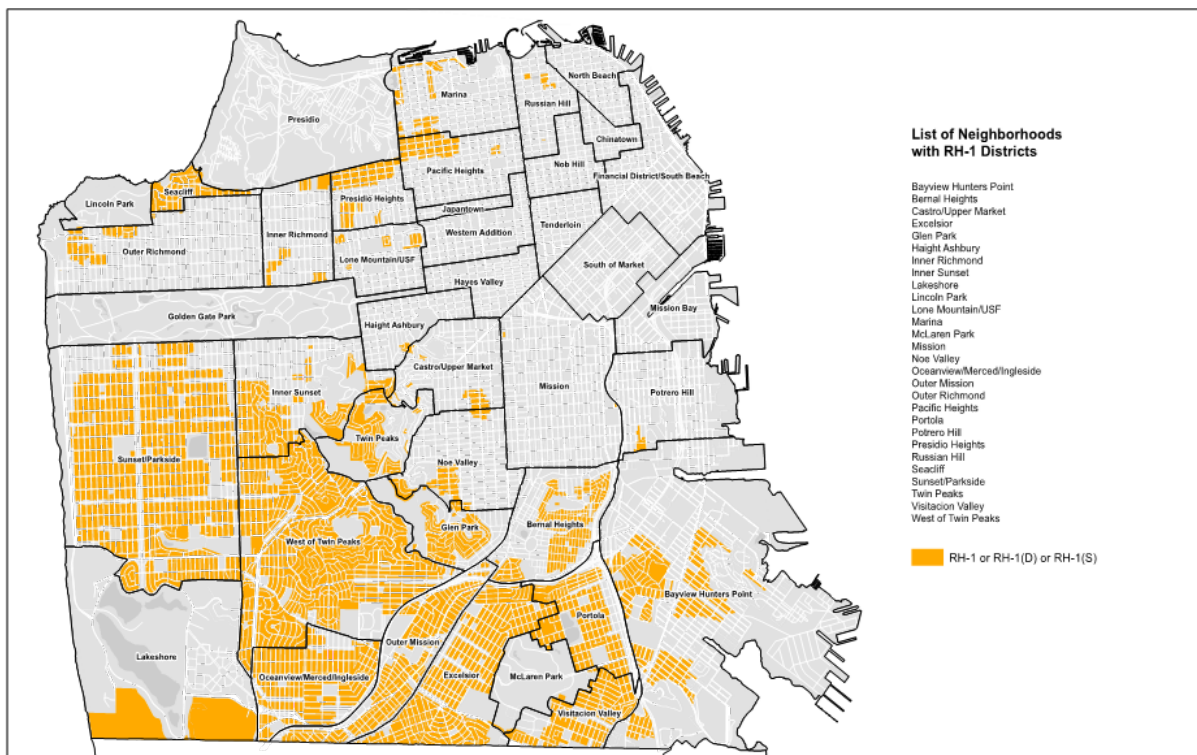 North Beach
Marina
Russian Hill
Presidio
Chinatown
Nob Hill
Pacific Heights
Financial District/South Beach
Seacliff
Lincoln Park
Presidio Heights
Japantown
Tenderloin
Western Addition
Inner Richmond
Outer Richmond
Lone Mountain/USF
South of Market
Hayes Valley
Mission Bay
Golden Gate Park
Haight Ashbury
Castro/Upper Market
Mission
Potrero Hill
Inner Sunset
Twin Peaks
Sunset/Parkside
Noe Valley
Glen Park
Bernal Heights
West of Twin Peaks
Bayview Hunters Point
Portola
Outer Mission
Lakeshore
Oceanview/Merced/Ingleside
Excelsior
McLaren Park
Visitacion Valley
List of Neighborhoods
with RH-1 Districts
Bayview Hunters Point
Bernal Heights
Castro/Upper Market
Excelsior
Glen Park
Haight Ashbury
Inner Richmond
Inner Sunset
Lakeshore
Lincoln Park
Lone Mountain/USF
Marina
McLaren Park
Mission
Noe Valley
Oceanview/Merced/Ingleside
Outer Mission
Outer Richmond
Pacific Heights
Portola
Potrero Hill
Presidio Heights
Russian Hill
Seacliff
Sunset/Parkside
Twin Peaks
Visitacion Valley
West of Twin Peaks
RH-1 or RH-1(D) or RH-1(S)